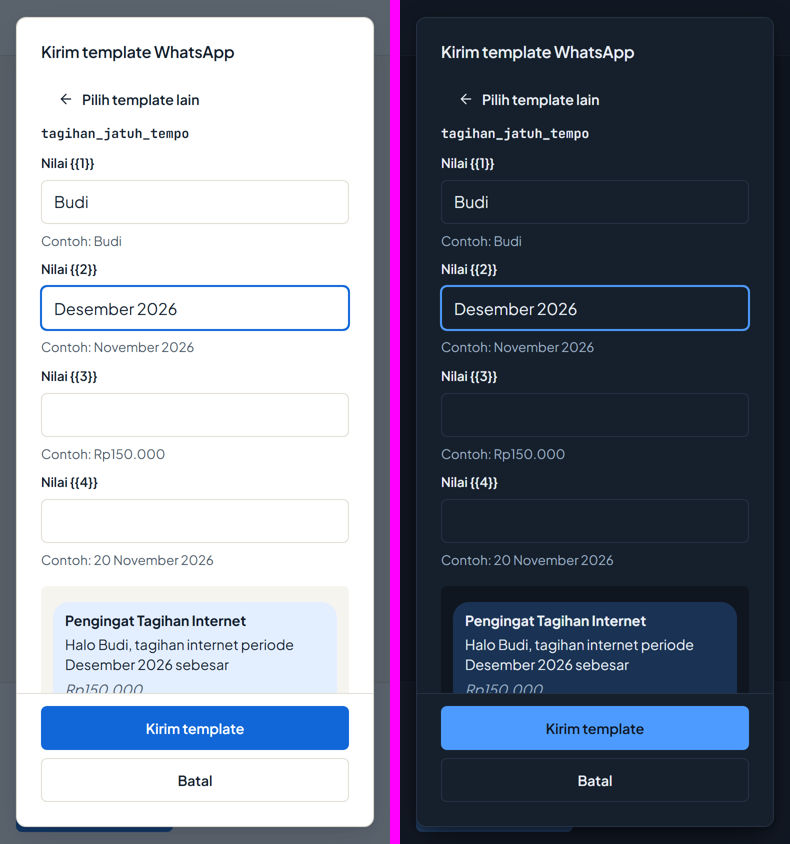 Kirim template WhatsApp
← Pilih template lain
tagihan_jatuh_tempo
Nilai {{1}}
Budi
Contoh: Budi
Nilai {{2}}
Desember 2026
Contoh: November 2026
Nilai {{3}}
Contoh: Rp150.000
Nilai {{4}}
Contoh: 20 November 2026
Pengingat Tagihan Internet
Halo Budi, tagihan internet periode
Desember 2026 sebesar
Rp150.000
Kirim template
Batal
Kirim template WhatsApp
← Pilih template lain
tagihan_jatuh_tempo
Nilai {{1}}
Budi
Contoh: Budi
Nilai {{2}}
Desember 2026
Contoh: November 2026
Nilai {{3}}
Contoh: Rp150.000
Nilai {{4}}
Contoh: 20 November 2026
Pengingat Tagihan Internet
Halo Budi, tagihan internet periode
Desember 2026 sebesar
Rp150.000
Kirim template
Batal